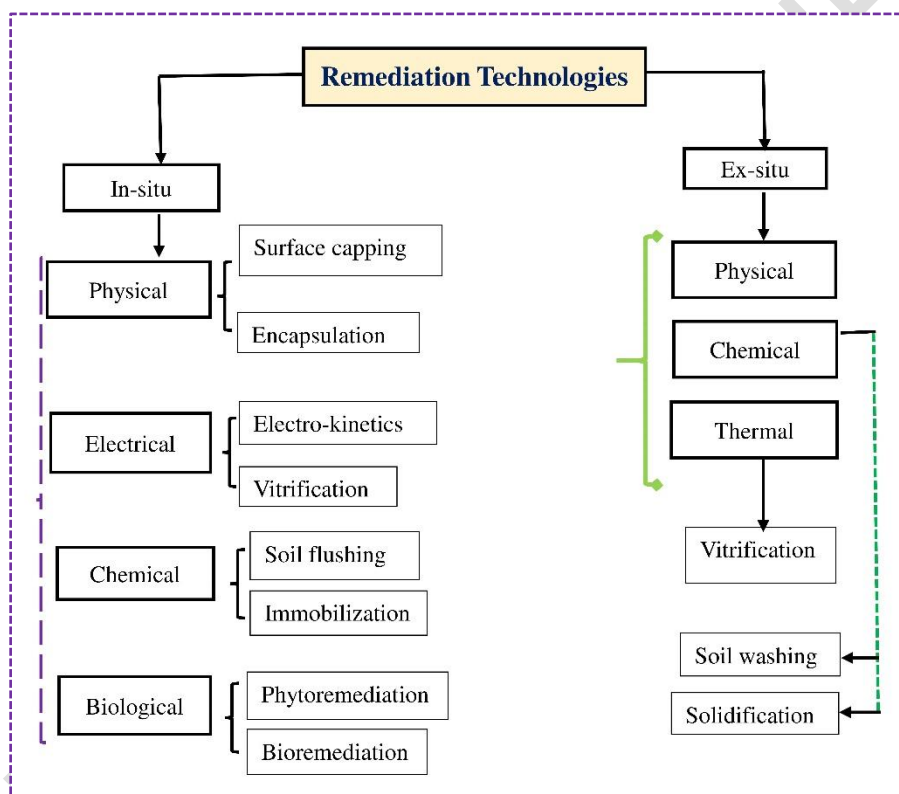 Remediation Technologies
In-situ
Physical
Surface capping
Encapsulation
Electrical
Electro-kinetics
Vitrification
Chemical
Soil flushing
Immobilization
Biological
Phytoremediation
Bioremediation
Ex-situ
Physical
Chemical
Thermal
Vitrification
Soil washing
Solidification